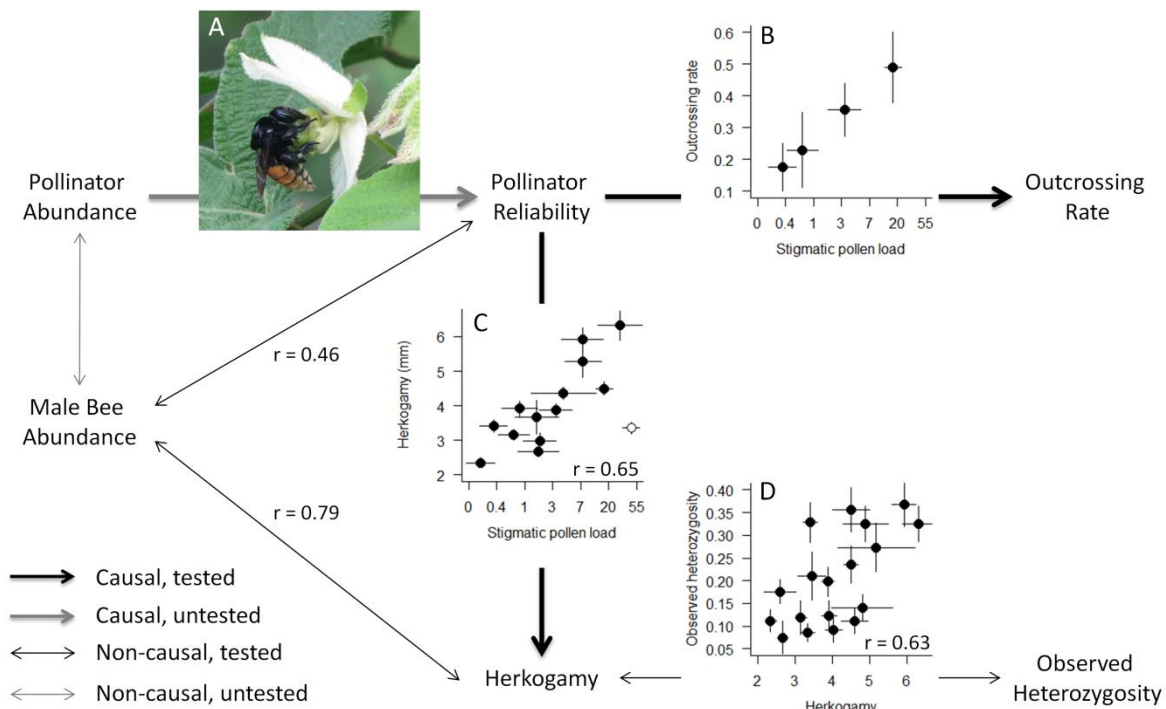 A
B
Outcrossing rate
0.6
0.5
0.4
0.3
0.2
0.1
0 0.4 1 3 7 20 55
Stigmatic pollen load
Pollinator
Abundance
Pollinator
Reliability
Outcrossing
Rate
r = 0.46
C
Herkogamy (mm)
6
5
4
3
2
r = 0.65
0 0.4 1 3 7 20 55
Stigmatic pollen load
Male Bee
Abundance
r = 0.79
D
Observed heterozygosity
0.40
0.35
0.30
0.25
0.20
0.15
0.10
0.05
r = 0.63
2 3 4 5 6
Herkogamy
Causal, tested
Causal, untested
Non-causal, tested
Non-causal, untested
Herkogamy
Observed
Heterozygosity